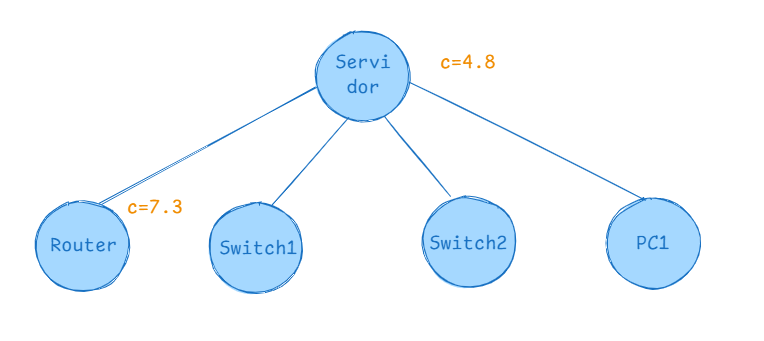 Servi
dor
c=4.8
c=7.3
Router
Switch1
Switch2
PC1